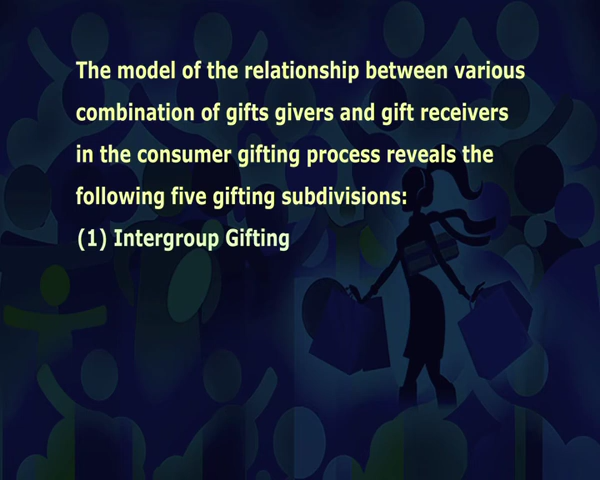 The model of the relationship between various
combination of gifts givers and gift receivers
in the consumer gifting process reveals the
following five gifting subdivisions:
(1) Intergroup Gifting